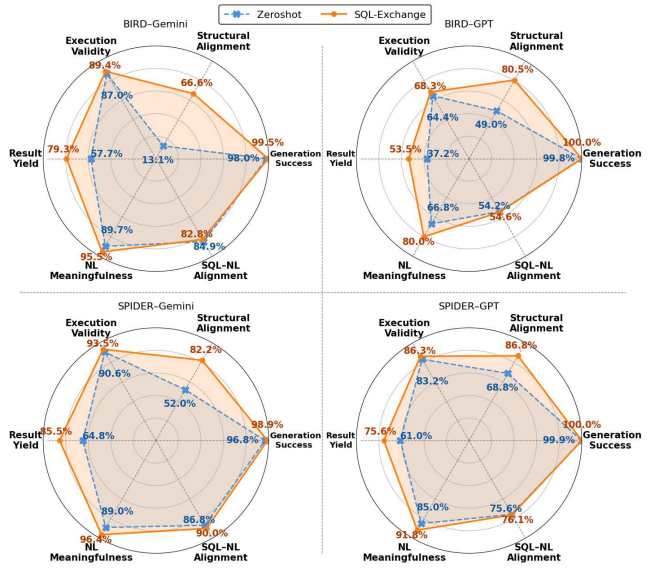 Zeroshot
SQL-Exchange
BIRD–Gemini
Execution
Validity
Structural
Alignment
89.4%
87.0%
66.6%
99.5%
79.3%
Result
Yield
57.7%
13.1%
98.0%
Generation
Success
89.7%
82.8%
84.9%
95.5%
NL
Meaningfulness
SQL–NL
Alignment
BIRD–GPT
Execution
Validity
Structural
Alignment
68.3%
80.5%
64.4%
49.0%
100.0%
53.5%
Result
Yield
37.2%
99.8%
Generation
Success
66.8%
54.2%
54.6%
80.0%
NL
Meaningfulness
SQL–NL
Alignment
SPIDER–Gemini
Execution
Validity
Structural
Alignment
93.5%
82.2%
90.6%
52.0%
98.9%
85.5%
Result
Yield
64.8%
96.8%
Generation
Success
89.0%
86.8%
90.0%
96.4%
NL
Meaningfulness
SQL–NL
Alignment
SPIDER–GPT
Execution
Validity
Structural
Alignment
86.3%
86.8%
83.2%
68.8%
100.0%
75.6%
Result
Yield
61.0%
99.9%
Generation
Success
85.0%
75.6%
76.1%
91.8%
NL
Meaningfulness
SQL–NL
Alignment